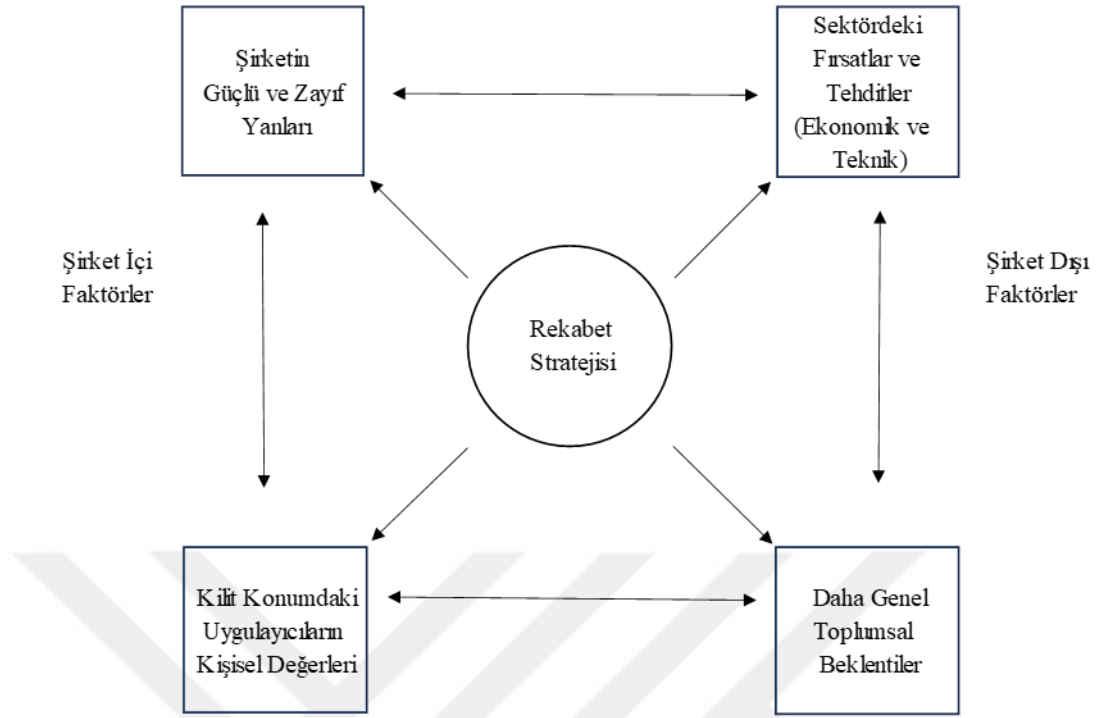 Şirketin
Güçlü ve Zayıf
Yanları
Sektördeki
Fırsatlar ve
Tehditler
(Ekonomik ve
Teknik)
Şirket İçi
Faktörler
Şirket Dışı
Faktörler
Rekabet
Stratejisi
Kilit Konumdaki
Uygulayıcıların
Kişisel Değerleri
Daha Genel
Toplumsal
Beklentiler